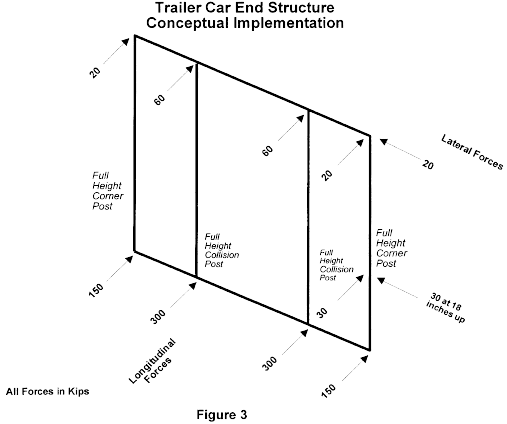 Trailer Car End Structure
Conceptual Implementation
20
60
60
20
Lateral Forces
20
Full
Height
Corner
Post
Full
Height
Collision
Post
Full
Height
Collision
Post
Full
Height
Corner
Post
30
30 at 18
inches up
150
300
Longitudinal
Forces
300
150
All Forces in Kips
Figure 3